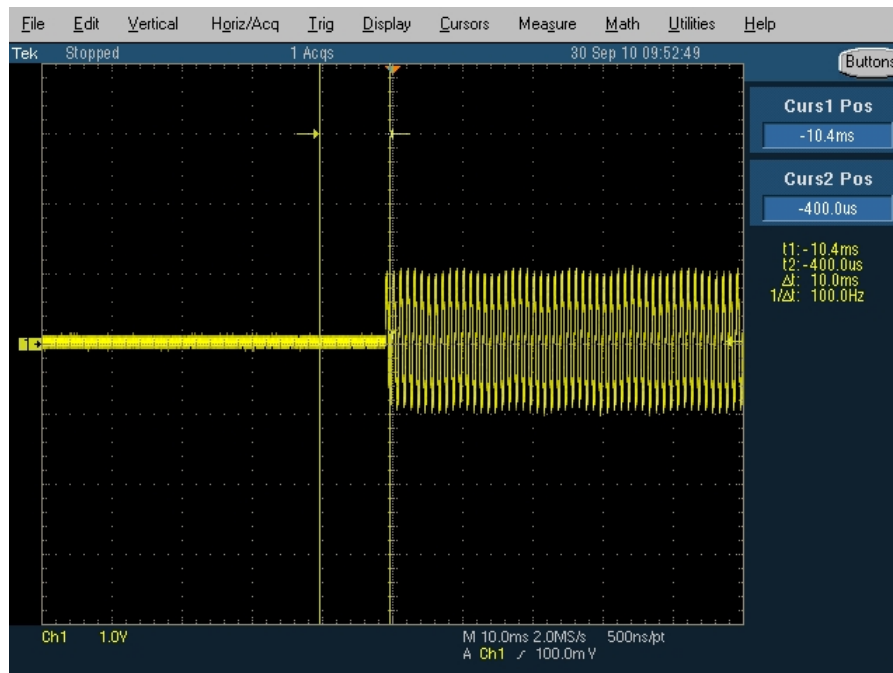 File Edit Vertical Horiz/Acq Trig Display Cursors Measure Math Utilities Help
Tek Stopped 1 Acqs 30 Sep 10 09:52:49
Buttons
Curs1 Pos
-10.4ms
Curs2 Pos
-400.0us
t1:-10.4ms
t2:-400.0us
Δt: 10.0ms
1/Δt: 100.0Hz
1
Ch1 1.0V M 10.0ms 2.0MS/s 500ns/pt
A Ch1 ⁄ 100.0mV